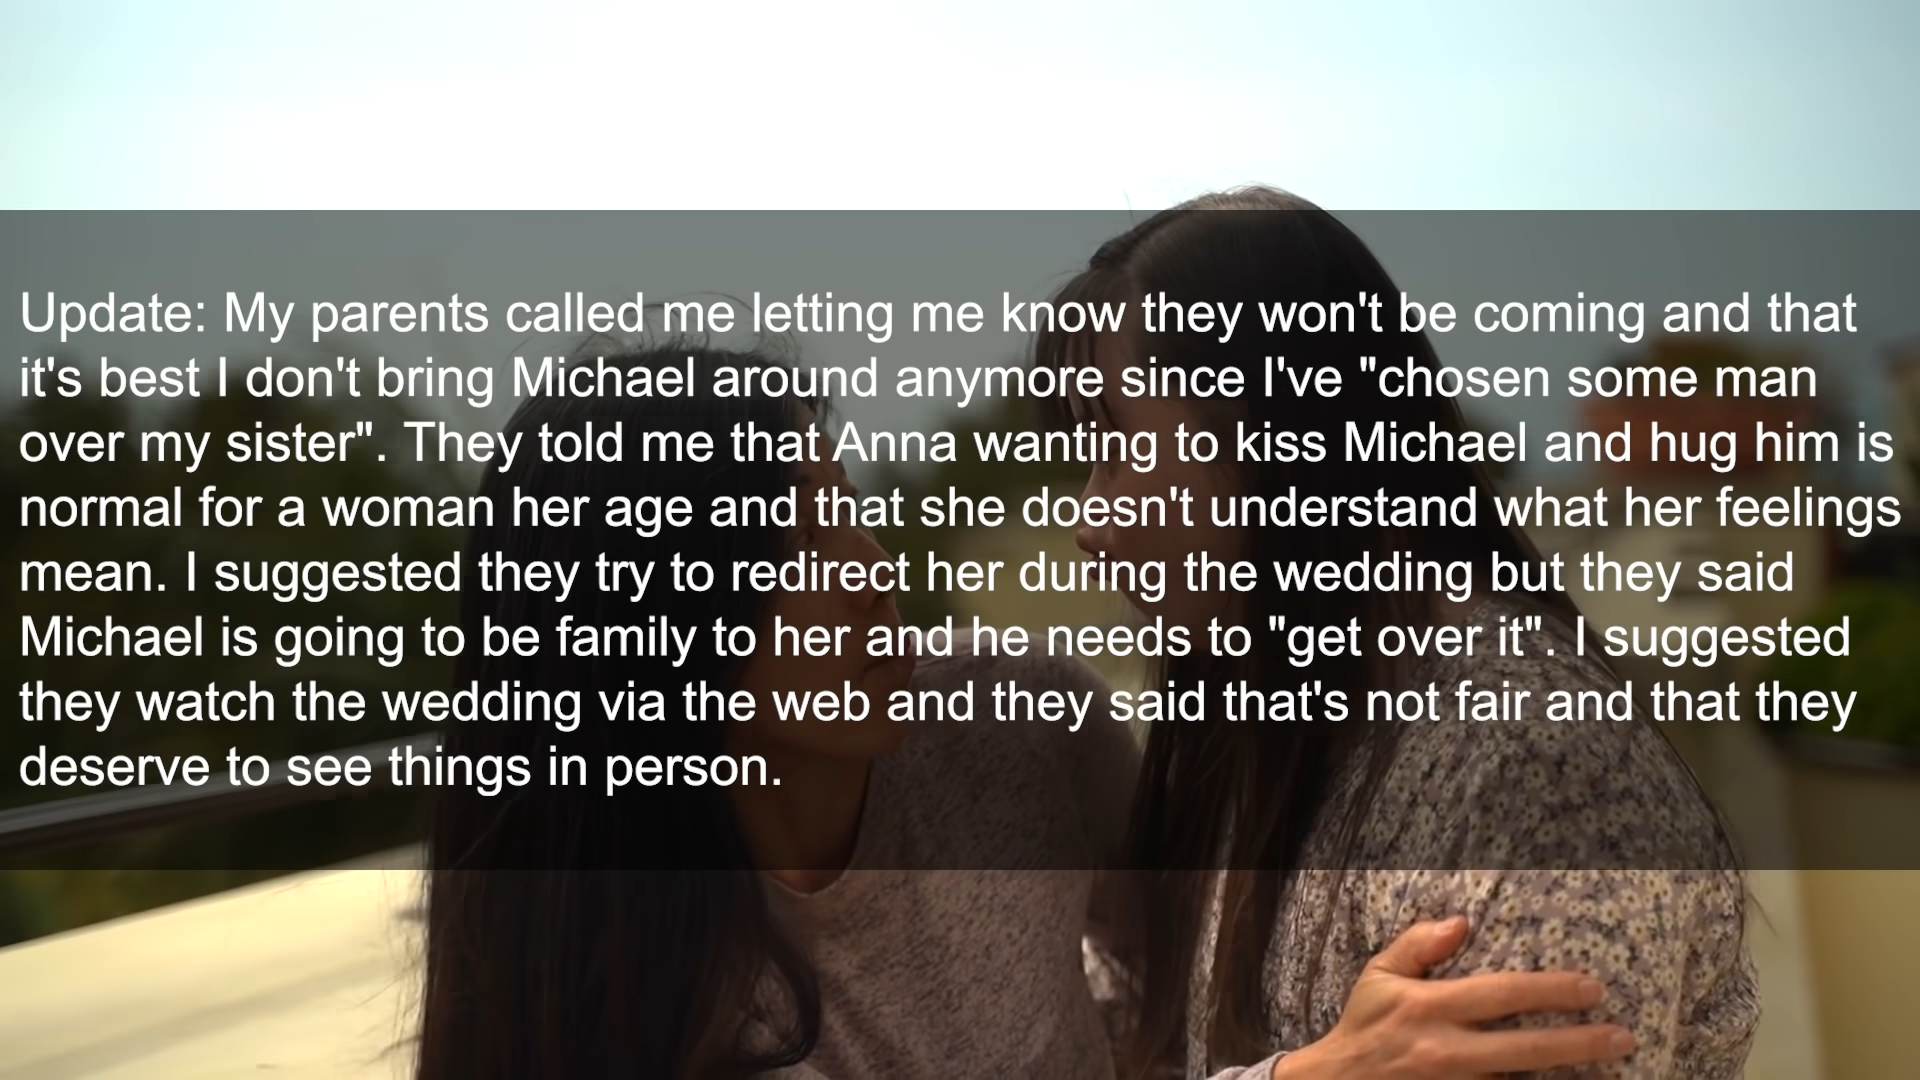 Update: My parents called me letting me know they won't be coming and that
it's best I don't bring Michael around anymore since I've "chosen some man
over my sister". They told me that Anna wanting to kiss Michael and hug him is
normal for a woman her age and that she doesn't understand what her feelings
mean. I suggested they try to redirect her during the wedding but they said
Michael is going to be family to her and he needs to "get over it". I suggested
they watch the wedding via the web and they said that's not fair and that they
deserve to see things in person.